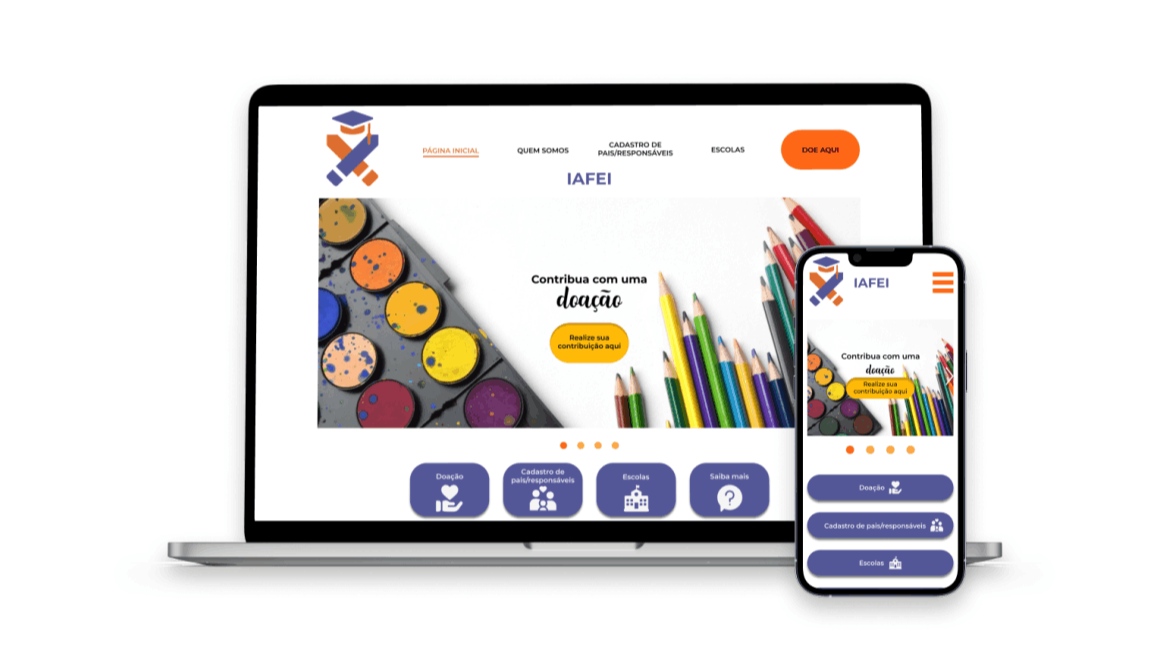 PÁGINA INICIAL
QUEM SOMOS
CADASTRO DE
PAIS/RESPONSÁVEIS
ESCOLAS
DOE AQUI
IAFEI
Contribua com uma
doação
Realize sua
contribuição aqui
Doação
Cadastro de
pais/responsáveis
Escolas
Saiba mais
?
IAFEI
Contribua com uma
doação
Realize sua
contribuição aqui
Doação
Cadastro de pais/responsáveis
Escolas